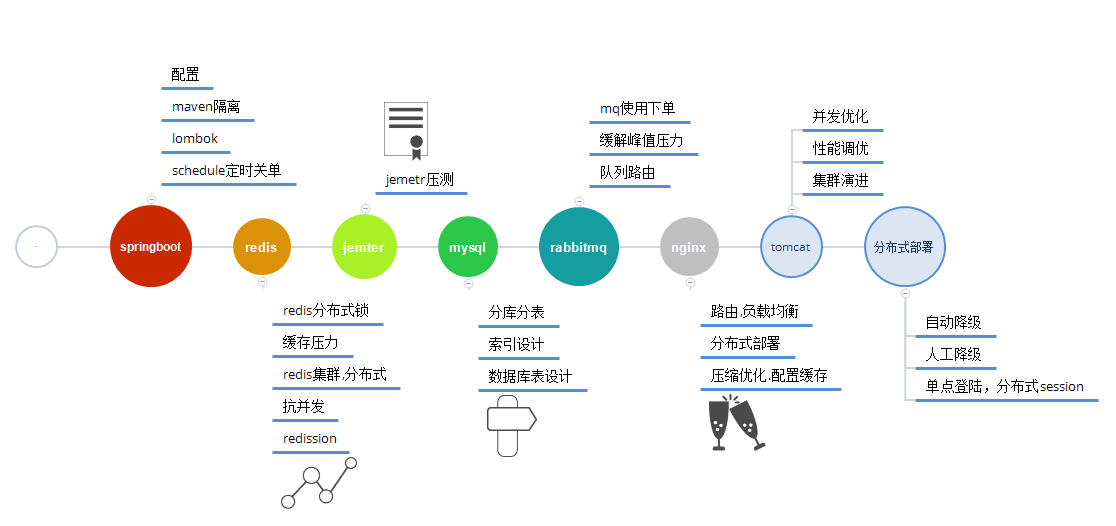 配置
maven隔离
lombok
schedule定时关单
springboot
redis
redis分布式锁
缓存压力
redis集群,分布式
抗并发
redission
jemetr压测
jemter
mysql
分库分表
索引设计
数据库表设计
mq使用下单
缓解峰值压力
队列路由
rabbitmq
nginx
路由,负载均衡
分布式部署
压缩优化,配置缓存
并发优化
性能调优
集群演进
tomcat
分布式部署
自动降级
人工降级
单点登陆，分布式session